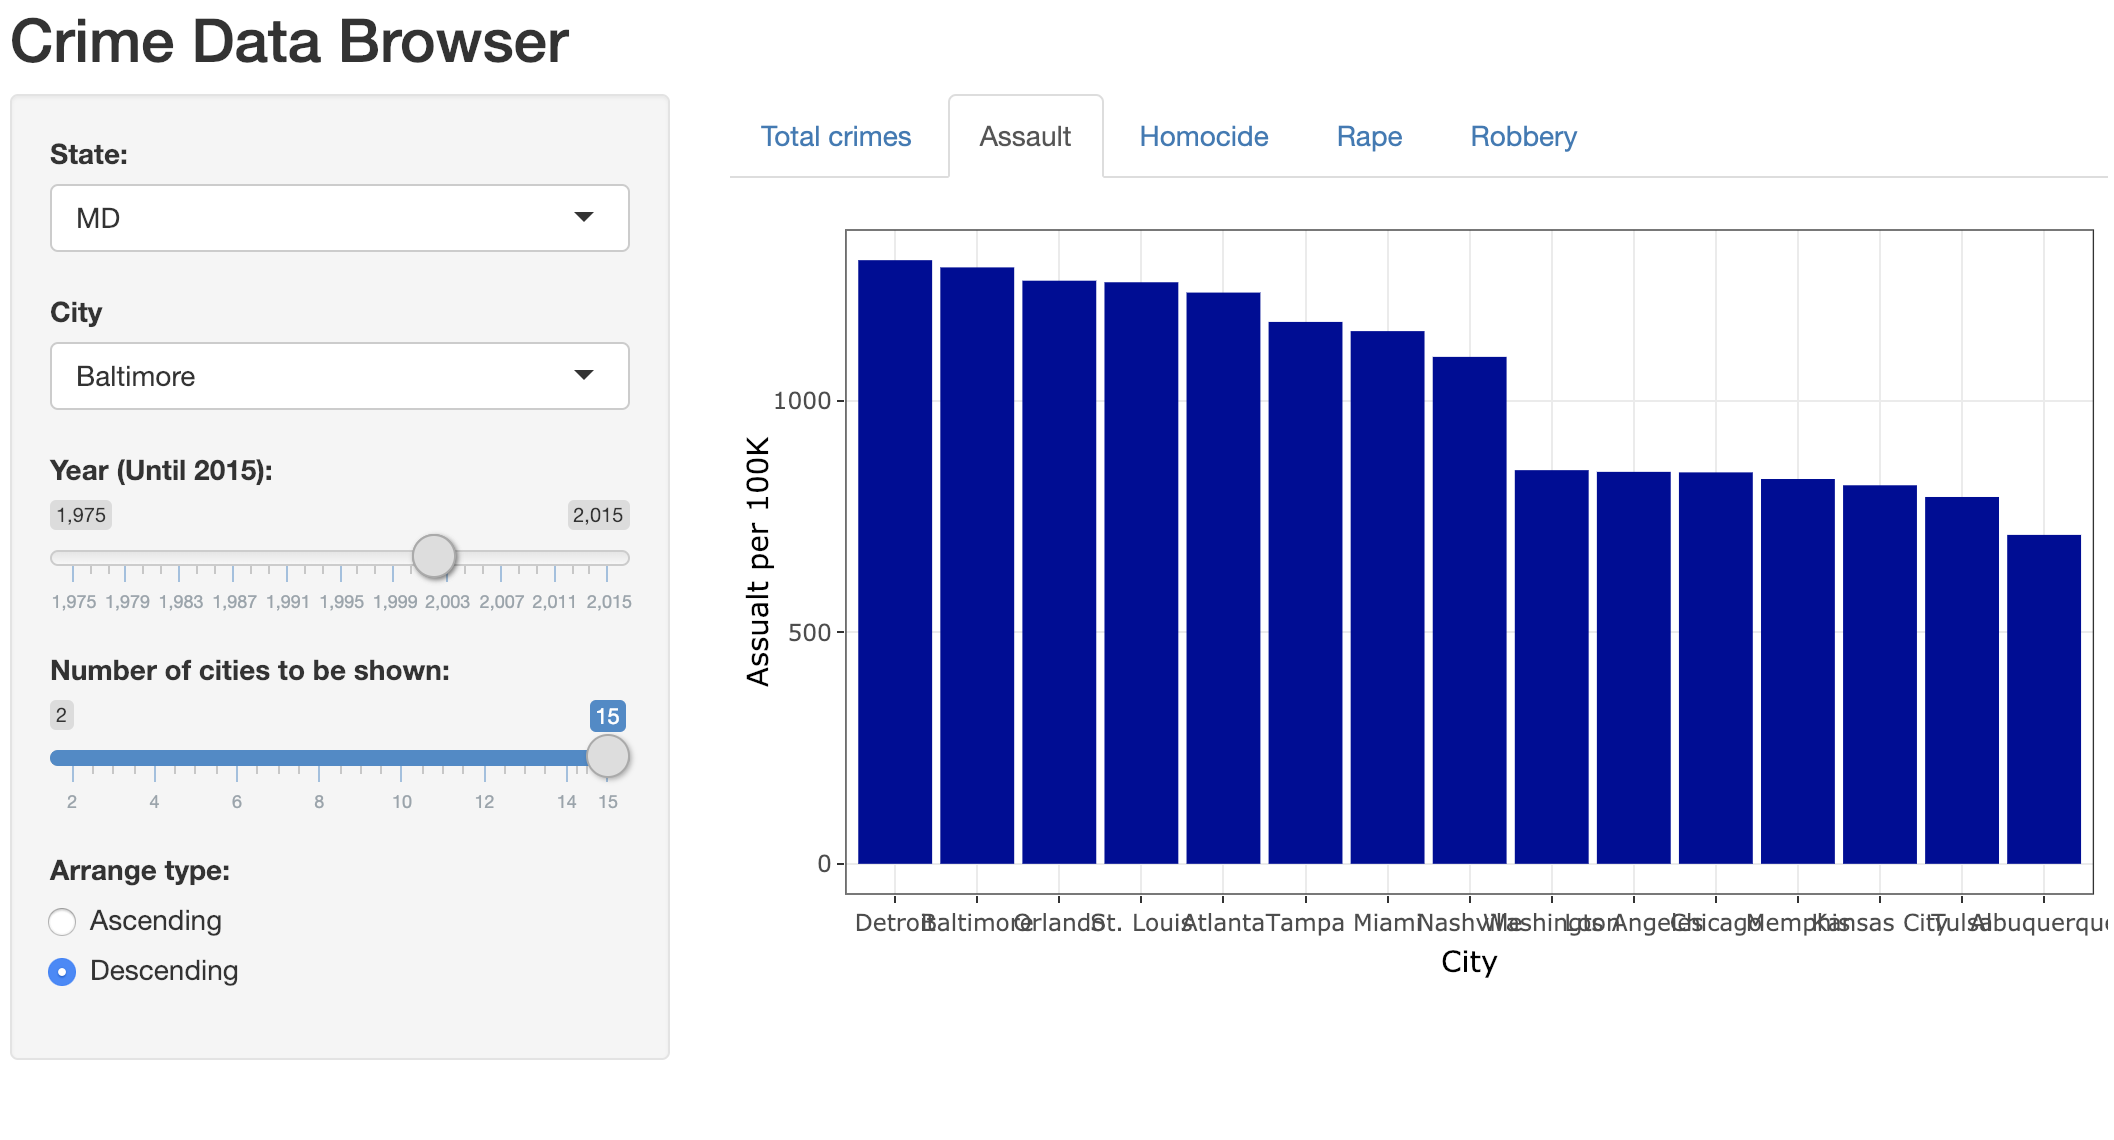 Crime Data Browser
State:
MD
City
Baltimore
Year (Until 2015):
1,975 2,015
1,975 1,979 1,983 1,987 1,991 1,995 1,999 2,003 2,007 2,011 2,015
Number of cities to be shown:
2 15
2 4 6 8 10 12 14 15
Arrange type:
Ascending
Descending
Total crimes Assault Homocide Rape Robbery
Assualt per 100K
1000
500
0
Detroit Baltimore Orlando St. Louis Atlanta Tampa Miami Nashville Washington Los Angeles Chicago Memphis Kansas City Tulsa Albuquerque
City